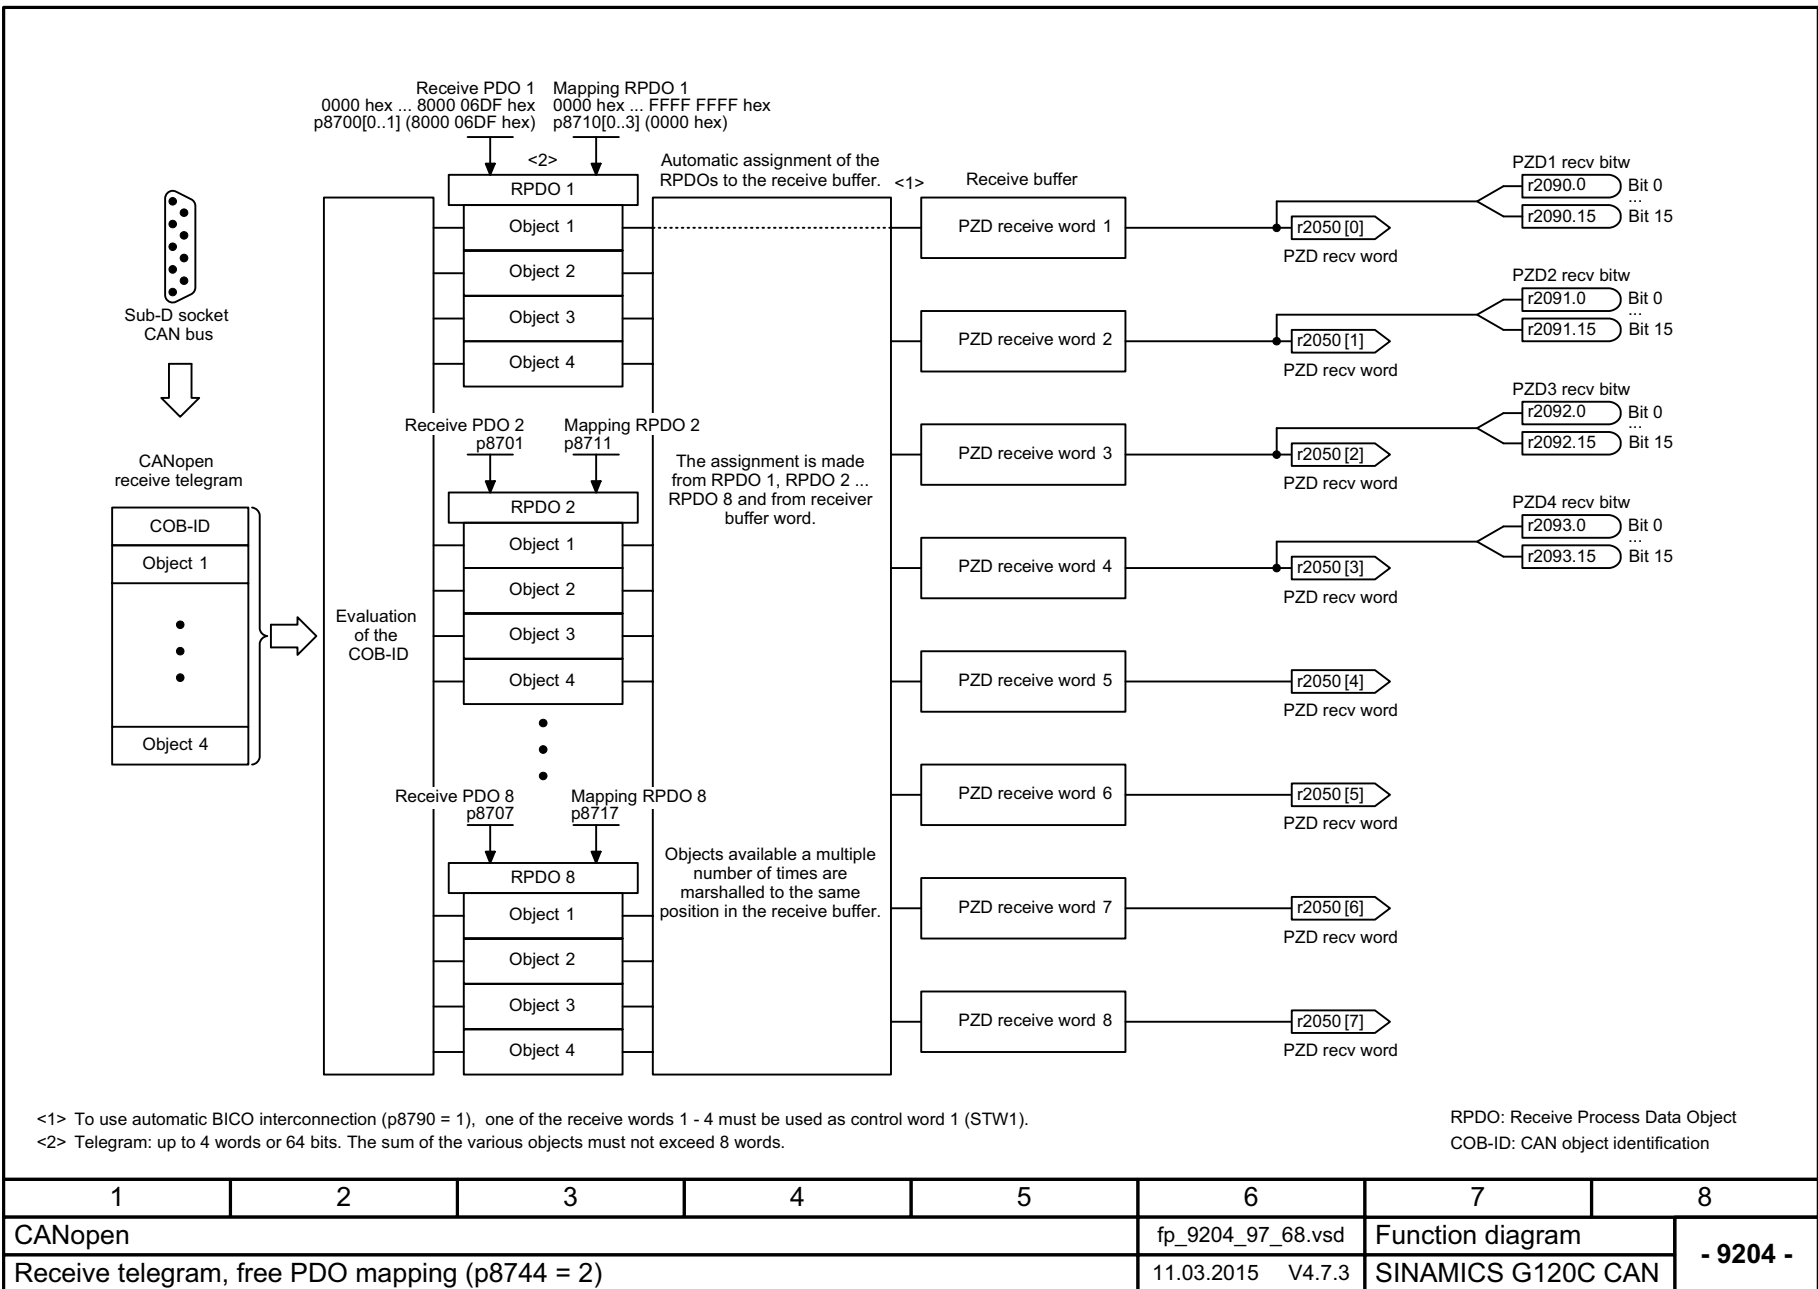 Receive PDO 1
0000 hex ... 8000 06DF hex
p8700[0..1] (8000 06DF hex)
Mapping RPDO 1
0000 hex ... FFFF FFFF hex
p8710[0..3] (0000 hex)
<2>
RPDO 1
Object 1
Object 2
Object 3
Object 4
Automatic assignment of the
RPDOs to the receive buffer.
<1>
Receive buffer
Sub-D socket
CAN bus
CANopen
receive telegram
COB-ID
Object 1
Object 4
Evaluation
of the
COB-ID
Receive PDO 2
p8701
Mapping RPDO 2
p8711
RPDO 2
Object 1
Object 2
Object 3
Object 4
The assignment is made
from RPDO 1, RPDO 2 ...
RPDO 8 and from receiver
buffer word.
Receive PDO 8
p8707
Mapping RPDO 8
p8717
RPDO 8
Object 1
Object 2
Object 3
Object 4
Objects available a multiple
number of times are
marshalled to the same
position in the receive buffer.
PZD receive word 1
r2050 [0]
PZD recv word
PZD1 recv bitw
r2090.0 Bit 0
...
r2090.15 Bit 15
PZD receive word 2
r2050 [1]
PZD recv word
PZD2 recv bitw
r2091.0 Bit 0
...
r2091.15 Bit 15
PZD receive word 3
r2050 [2]
PZD recv word
PZD3 recv bitw
r2092.0 Bit 0
...
r2092.15 Bit 15
PZD receive word 4
r2050 [3]
PZD recv word
PZD4 recv bitw
r2093.0 Bit 0
...
r2093.15 Bit 15
PZD receive word 5
r2050 [4]
PZD recv word
PZD receive word 6
r2050 [5]
PZD recv word
PZD receive word 7
r2050 [6]
PZD recv word
PZD receive word 8
r2050 [7]
PZD recv word
<1> To use automatic BICO interconnection (p8790 = 1), one of the receive words 1 - 4 must be used as control word 1 (STW1).
<2> Telegram: up to 4 words or 64 bits. The sum of the various objects must not exceed 8 words.
RPDO: Receive Process Data Object
COB-ID: CAN object identification
1 2 3 4 5 6 7 8
CANopen
fp_9204_97_68.vsd
Function diagram
- 9204 -
Receive telegram, free PDO mapping (p8744 = 2)
11.03.2015 V4.7.3
SINAMICS G120C CAN